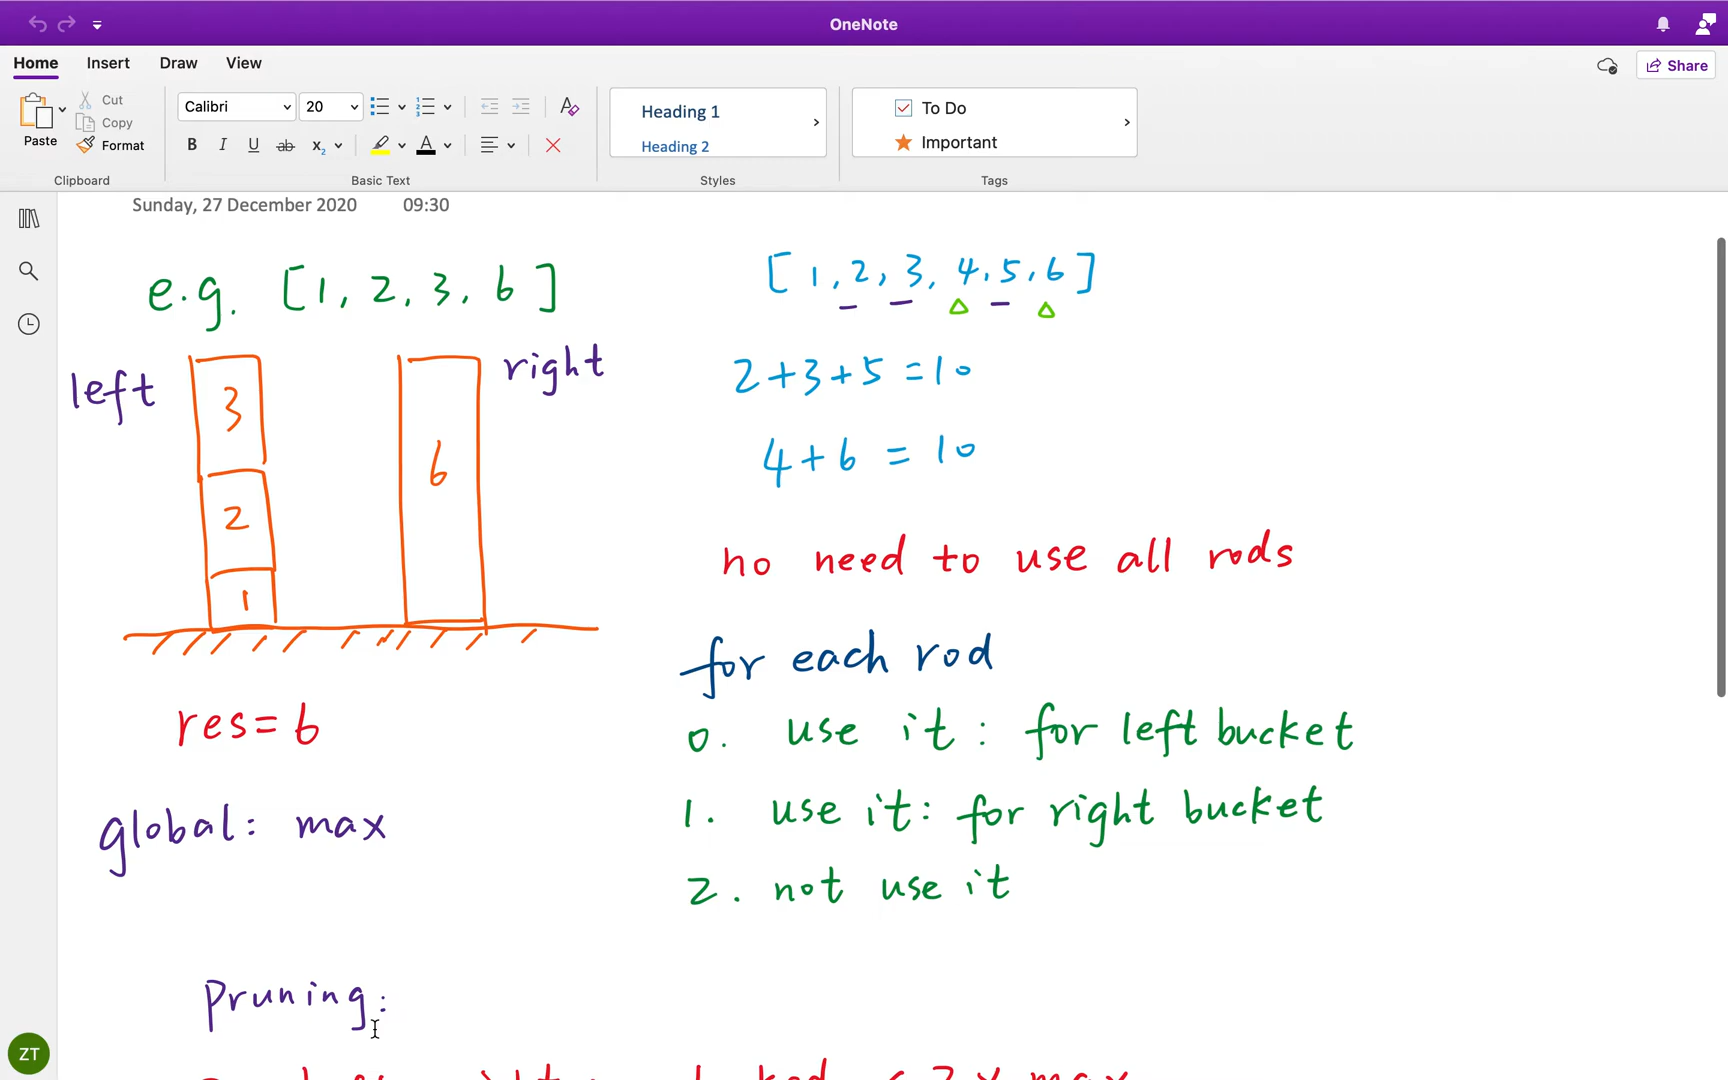 OneNote
Home Insert Draw View
Share
Paste
Cut
Copy
Format
Calibri 20
B I U ab x₂ A
Heading 1
Heading 2
To Do
Important
Clipboard Basic Text Styles Tags
Sunday, 27 December 2020 09:30
e.g. [1, 2, 3, 6]
left
3
2
1
right
6
res=6
global: max
[1, 2, 3, 4, 5, 6]
2+3+5=10
4+6=10
no need to use all rods
for each rod
0. use it: for left bucket
1. use it: for right bucket
2. not use it
Pruning:
< 2 x max
ZT